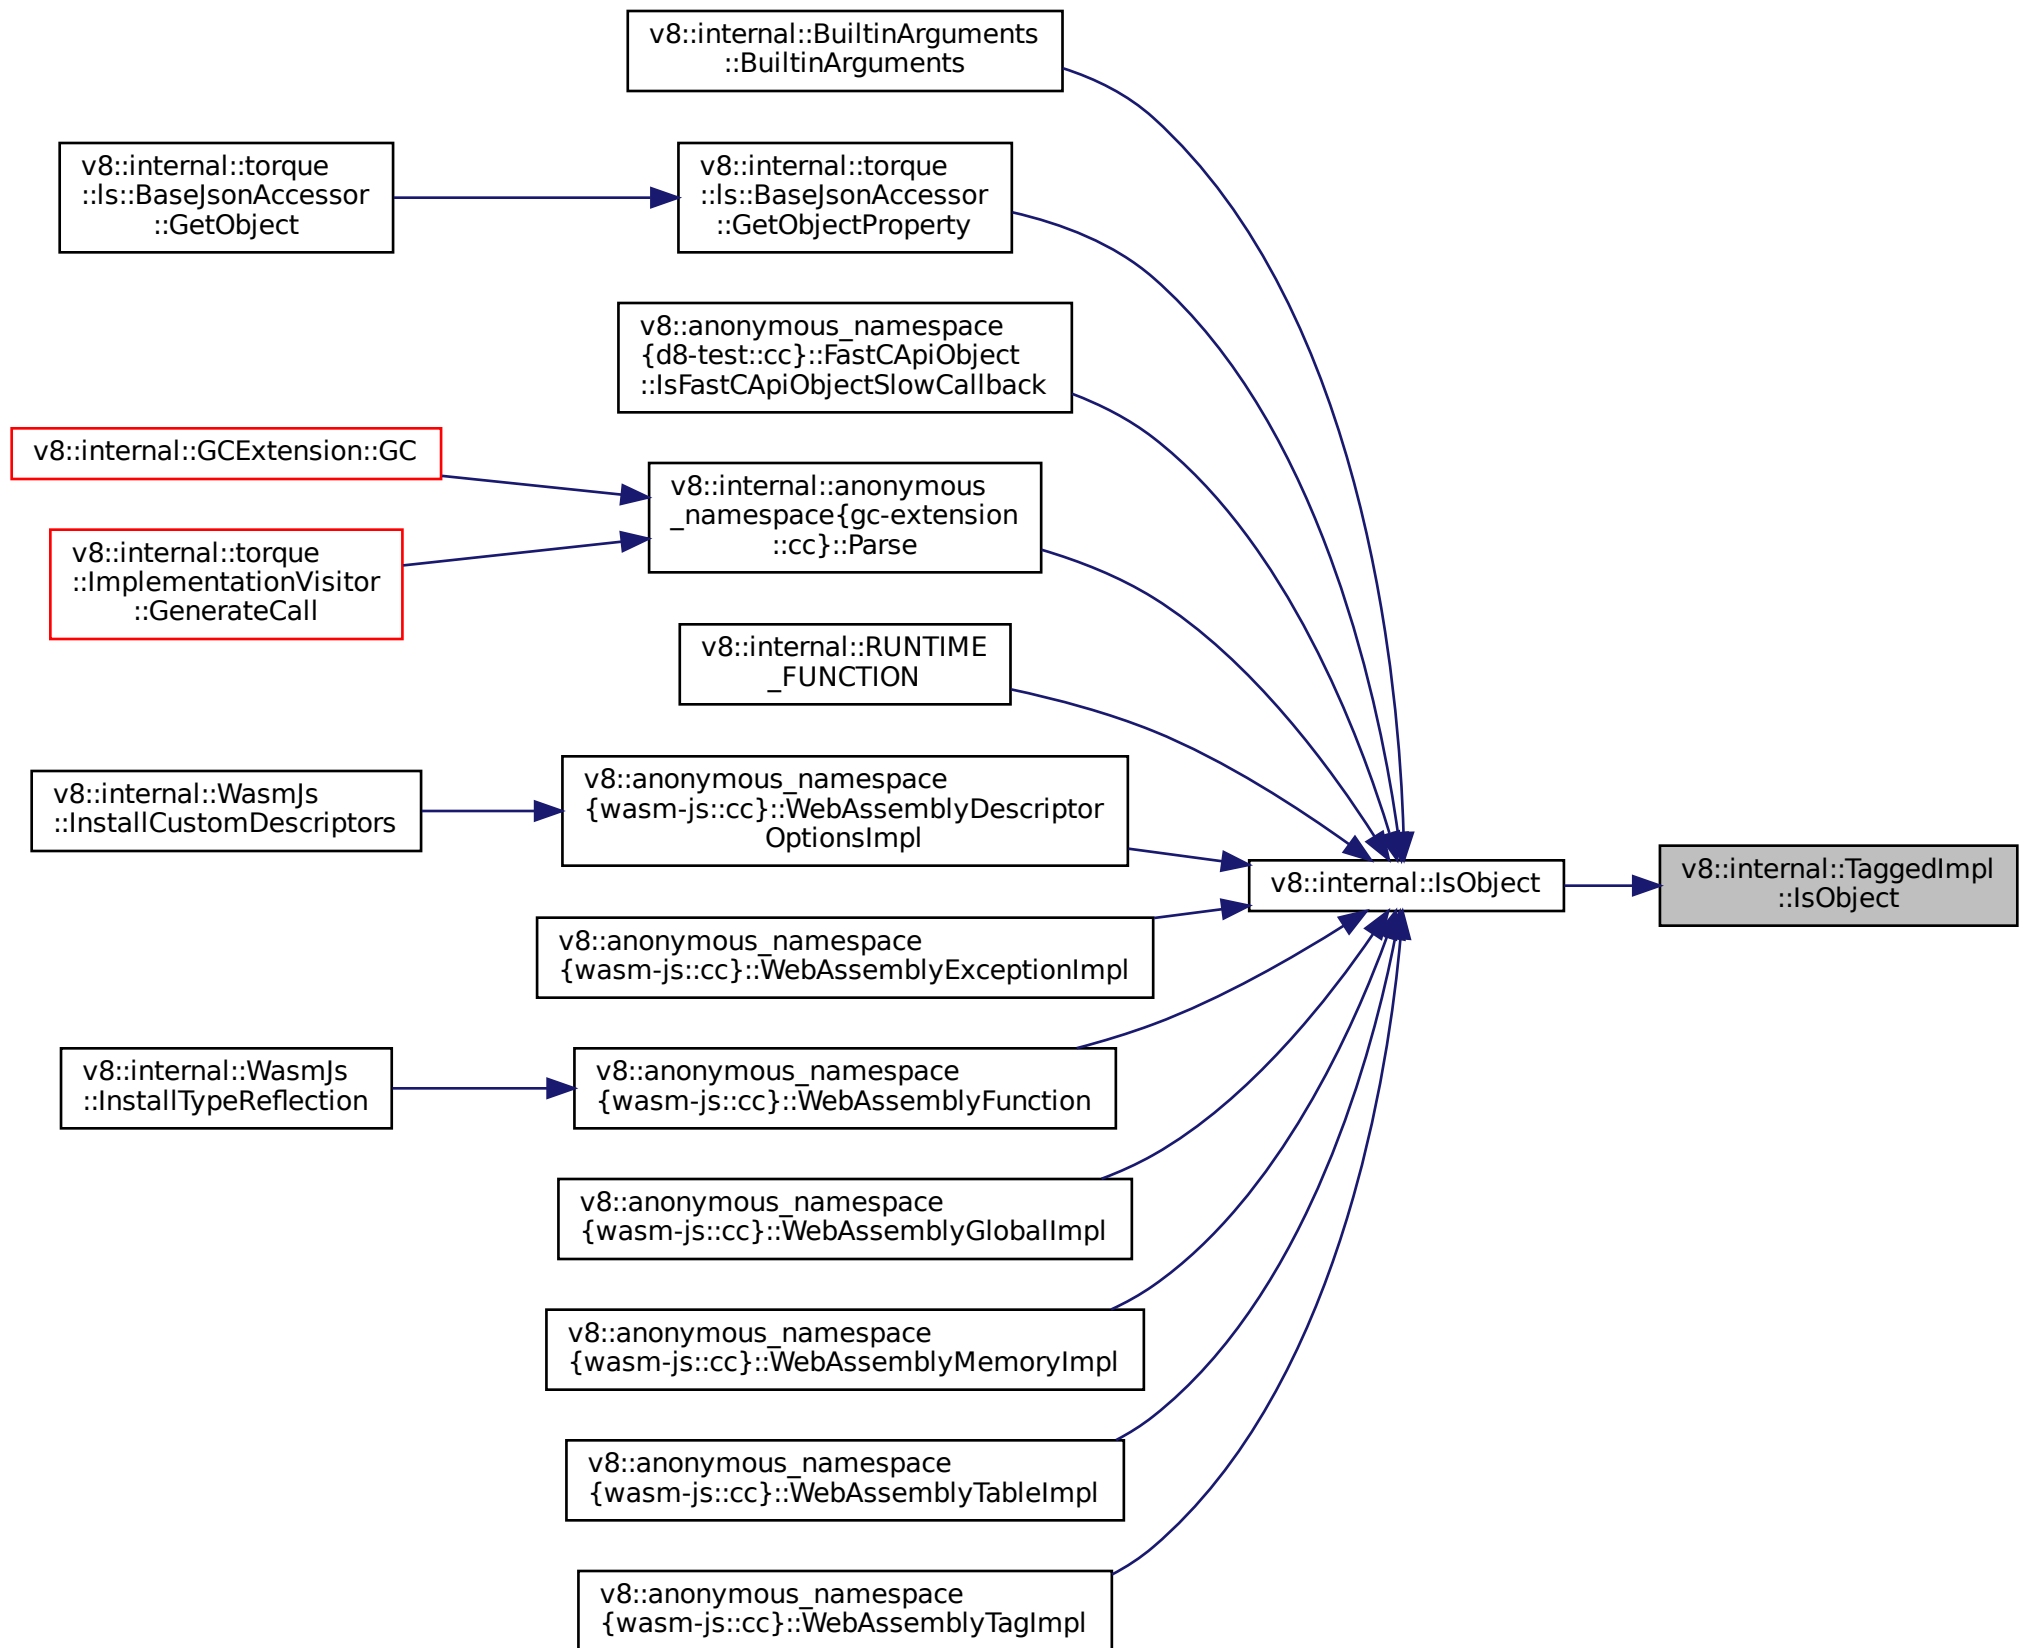 v8::internal::BuiltinArguments
::BuiltinArguments
v8::internal::torque
::ls::BaseJsonAccessor
::GetObject
v8::internal::torque
::ls::BaseJsonAccessor
::GetObjectProperty
v8::anonymous_namespace
{d8-test::cc}::FastCApiObject
::IsFastCApiObjectSlowCallback
v8::internal::GCExtension::GC
v8::internal::anonymous
_namespace{gc-extension
::cc}::Parse
v8::internal::torque
::ImplementationVisitor
::GenerateCall
v8::internal::RUNTIME
_FUNCTION
v8::internal::WasmJs
::InstallCustomDescriptors
v8::anonymous_namespace
{wasm-js::cc}::WebAssemblyDescriptor
OptionsImpl
v8::internal::IsObject
v8::internal::TaggedImpl
::IsObject
v8::anonymous_namespace
{wasm-js::cc}::WebAssemblyExceptionImpl
v8::internal::WasmJs
::InstallTypeReflection
v8::anonymous_namespace
{wasm-js::cc}::WebAssemblyFunction
v8::anonymous_namespace
{wasm-js::cc}::WebAssemblyGlobalImpl
v8::anonymous_namespace
{wasm-js::cc}::WebAssemblyMemoryImpl
v8::anonymous_namespace
{wasm-js::cc}::WebAssemblyTableImpl
v8::anonymous_namespace
{wasm-js::cc}::WebAssemblyTagImpl